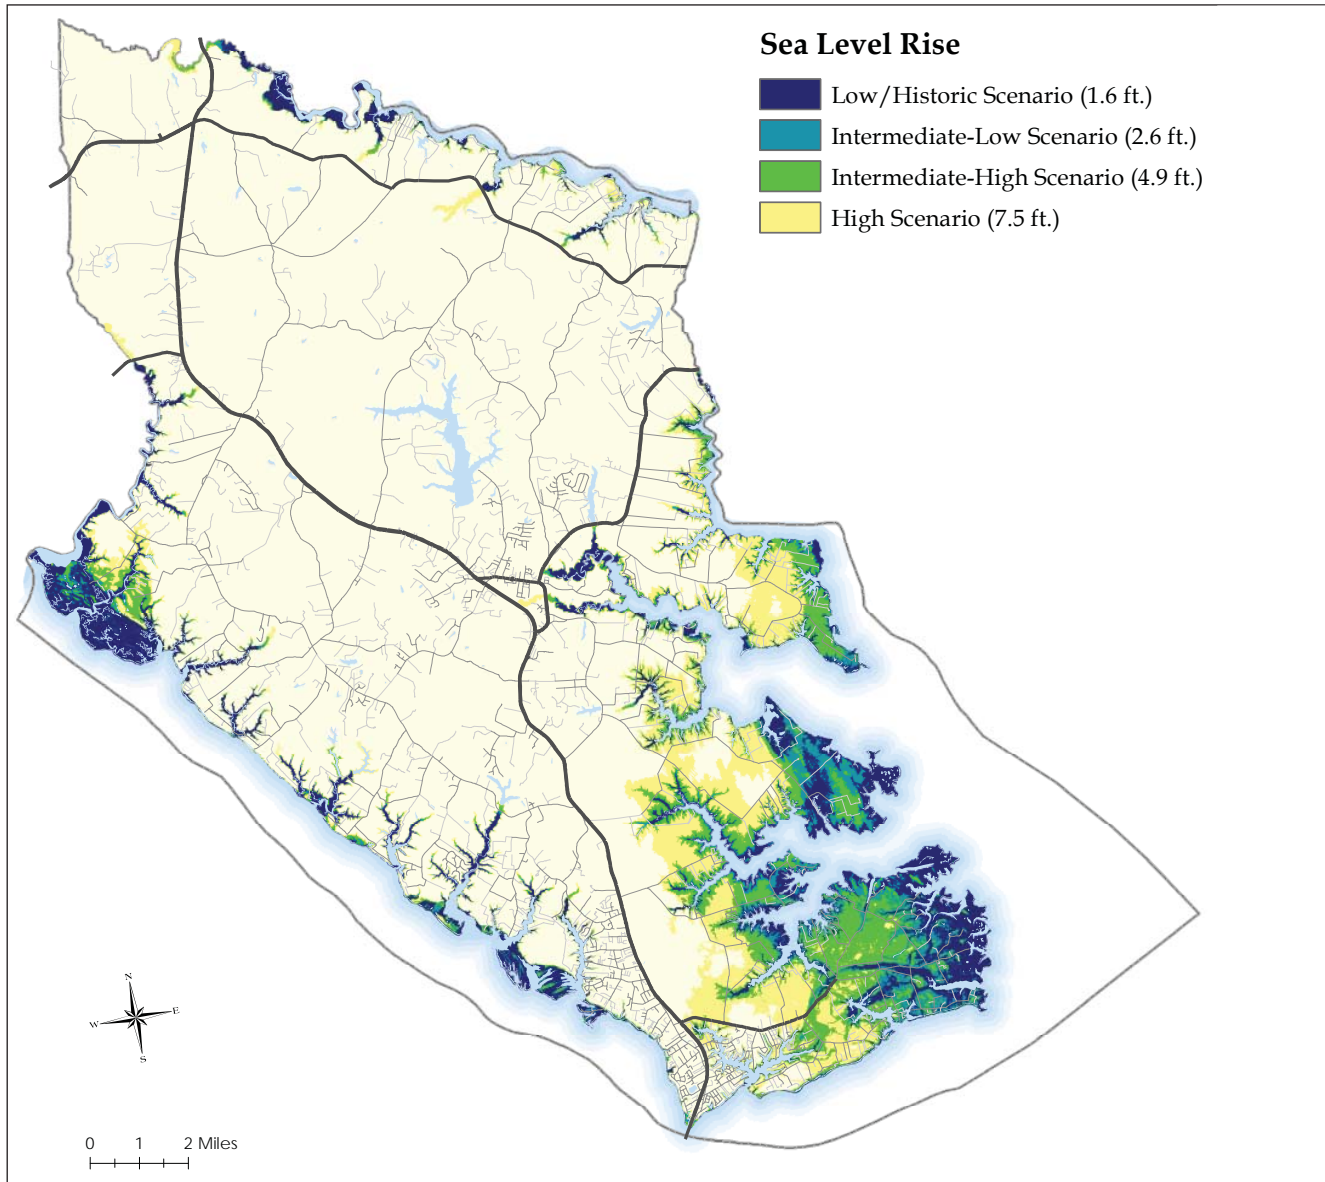 Sea Level Rise
Low/Historic Scenario (1.6 ft.)
Intermediate-Low Scenario (2.6 ft.)
Intermediate-High Scenario (4.9 ft.)
High Scenario (7.5 ft.)
N
W E
S
0 1 2 Miles